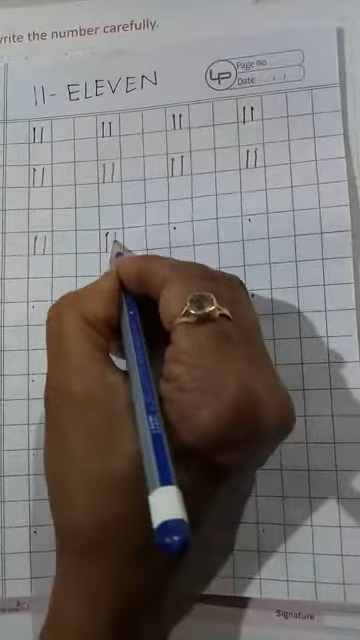 write the number carefully.
11- ELEVEN
Page No
Date
11 11 11 11
11 11 11 11
11 11
Signature